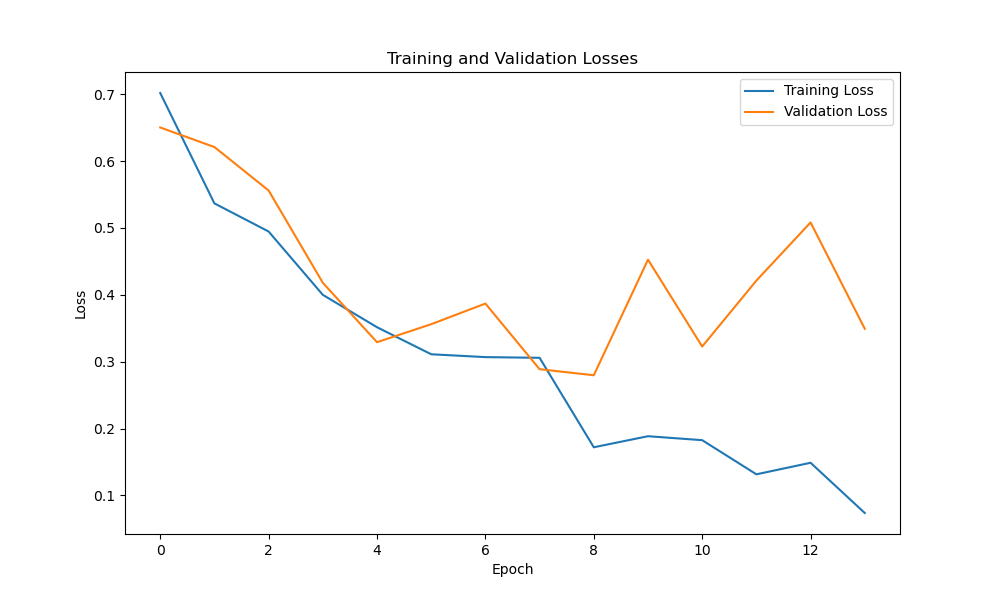 Training and Validation Losses
Training Loss
Validation Loss
0.7
0.6
0.5
0.4
0.3
0.2
0.1
Loss
0 2 4 6 8 10 12
Epoch